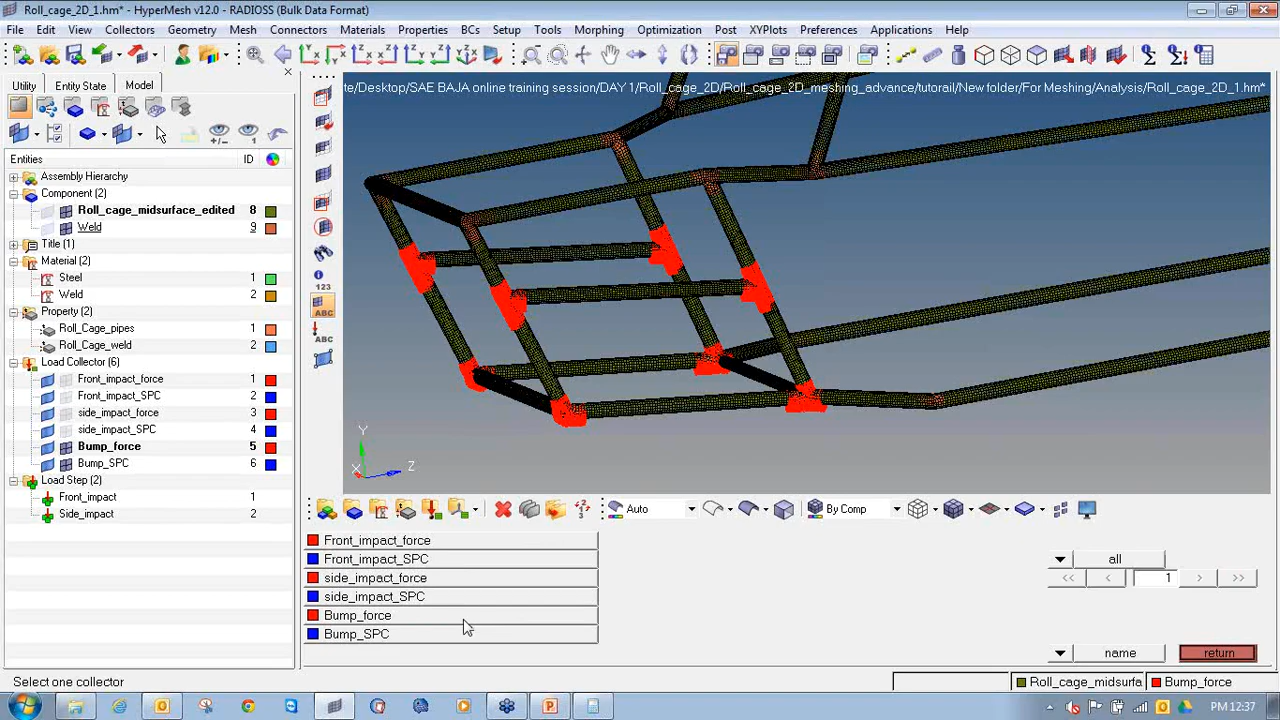 Roll_cage_2D_1.hm* - HyperMesh v12.0 - RADIOSS (Bulk Data Format)
File Edit View Collectors Geometry Mesh Connectors Materials Properties BCs Setup Tools Morphing Optimization Post XYPlots Preferences Applications Help
Utility Entity State Model
te/Desktop/SAE BAJA online training session/DAY 1/Roll_cage_2D/Roll_cage_2D_meshing_advance/tutorail/New folder/For Meshing/Analysis/Roll_cage_2D_1.hm*
Entities ID
Assembly Hierarchy
Component (2)
Roll_cage_midsurface_edited 8
Weld 9
Title (1)
Material (2)
Steel 1
Weld 2
Property (2)
Roll_Cage_pipes 1
Roll_Cage_weld 2
Load Collector (6)
Front_impact_force 1
Front_impact_SPC 2
side_impact_force 3
side_impact_SPC 4
Bump_force 5
Bump_SPC 6
Load Step (2)
Front_impact 1
Side_impact 2
123
ABC
ABC
Y
X Z
Auto By Comp
Front_impact_force
Front_impact_SPC all
side_impact_force << < 1 > >>
side_impact_SPC
Bump_force
Bump_SPC
name return
Select one collector Roll_cage_midsurfa Bump_force
PM 12:37